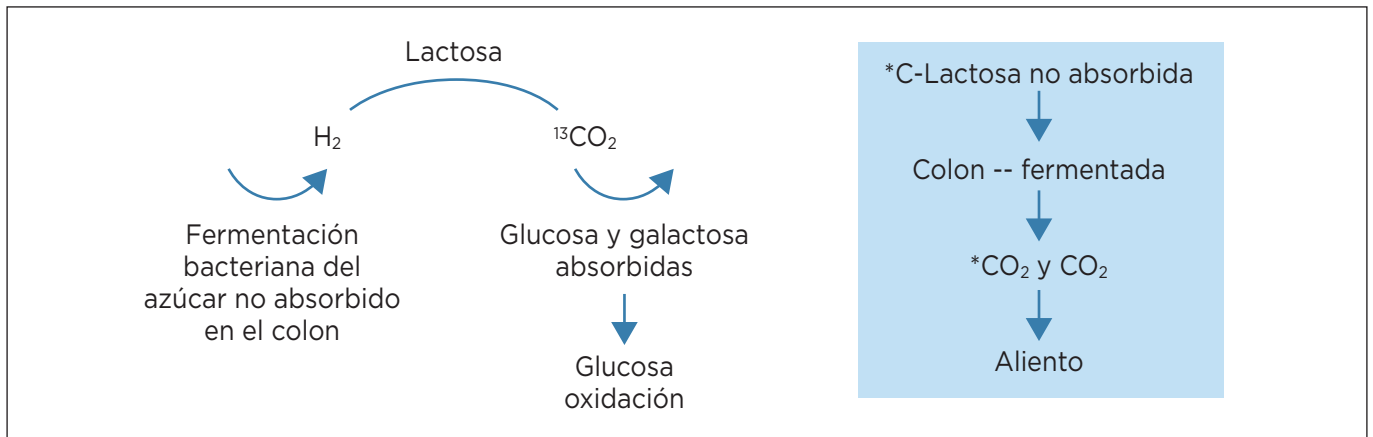 Lactosa
H₂
¹³CO₂
Fermentación
bacteriana del
azúcar no absorbido
en el colon
Glucosa y galactosa
absorbidas
Glucosa
oxidación
*C-Lactosa no absorbida
Colon -- fermentada
*CO₂ y CO₂
Aliento